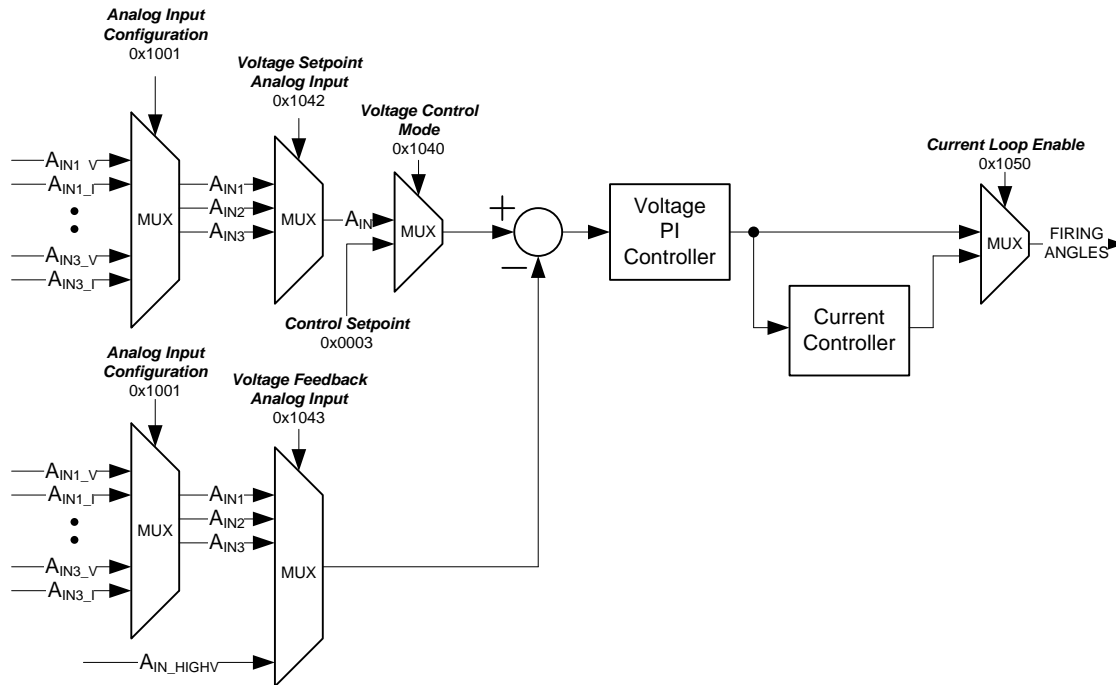 Analog Input
Configuration
0x1001
Voltage Setpoint
Analog Input
0x1042
Voltage Control
Mode
0x1040
Current Loop Enable
0x1050
AIN1_V
AIN1_I
AIN3_V
AIN3_I
MUX
AIN1
AIN2
AIN3
MUX
AIN
MUX
+
−
Voltage
PI
Controller
Current
Controller
MUX
FIRING
ANGLES
Control Setpoint
0x0003
Analog Input
Configuration
0x1001
Voltage Feedback
Analog Input
0x1043
AIN1_V
AIN1_I
AIN3_V
AIN3_I
MUX
AIN1
AIN2
AIN3
MUX
AIN_HIGHV